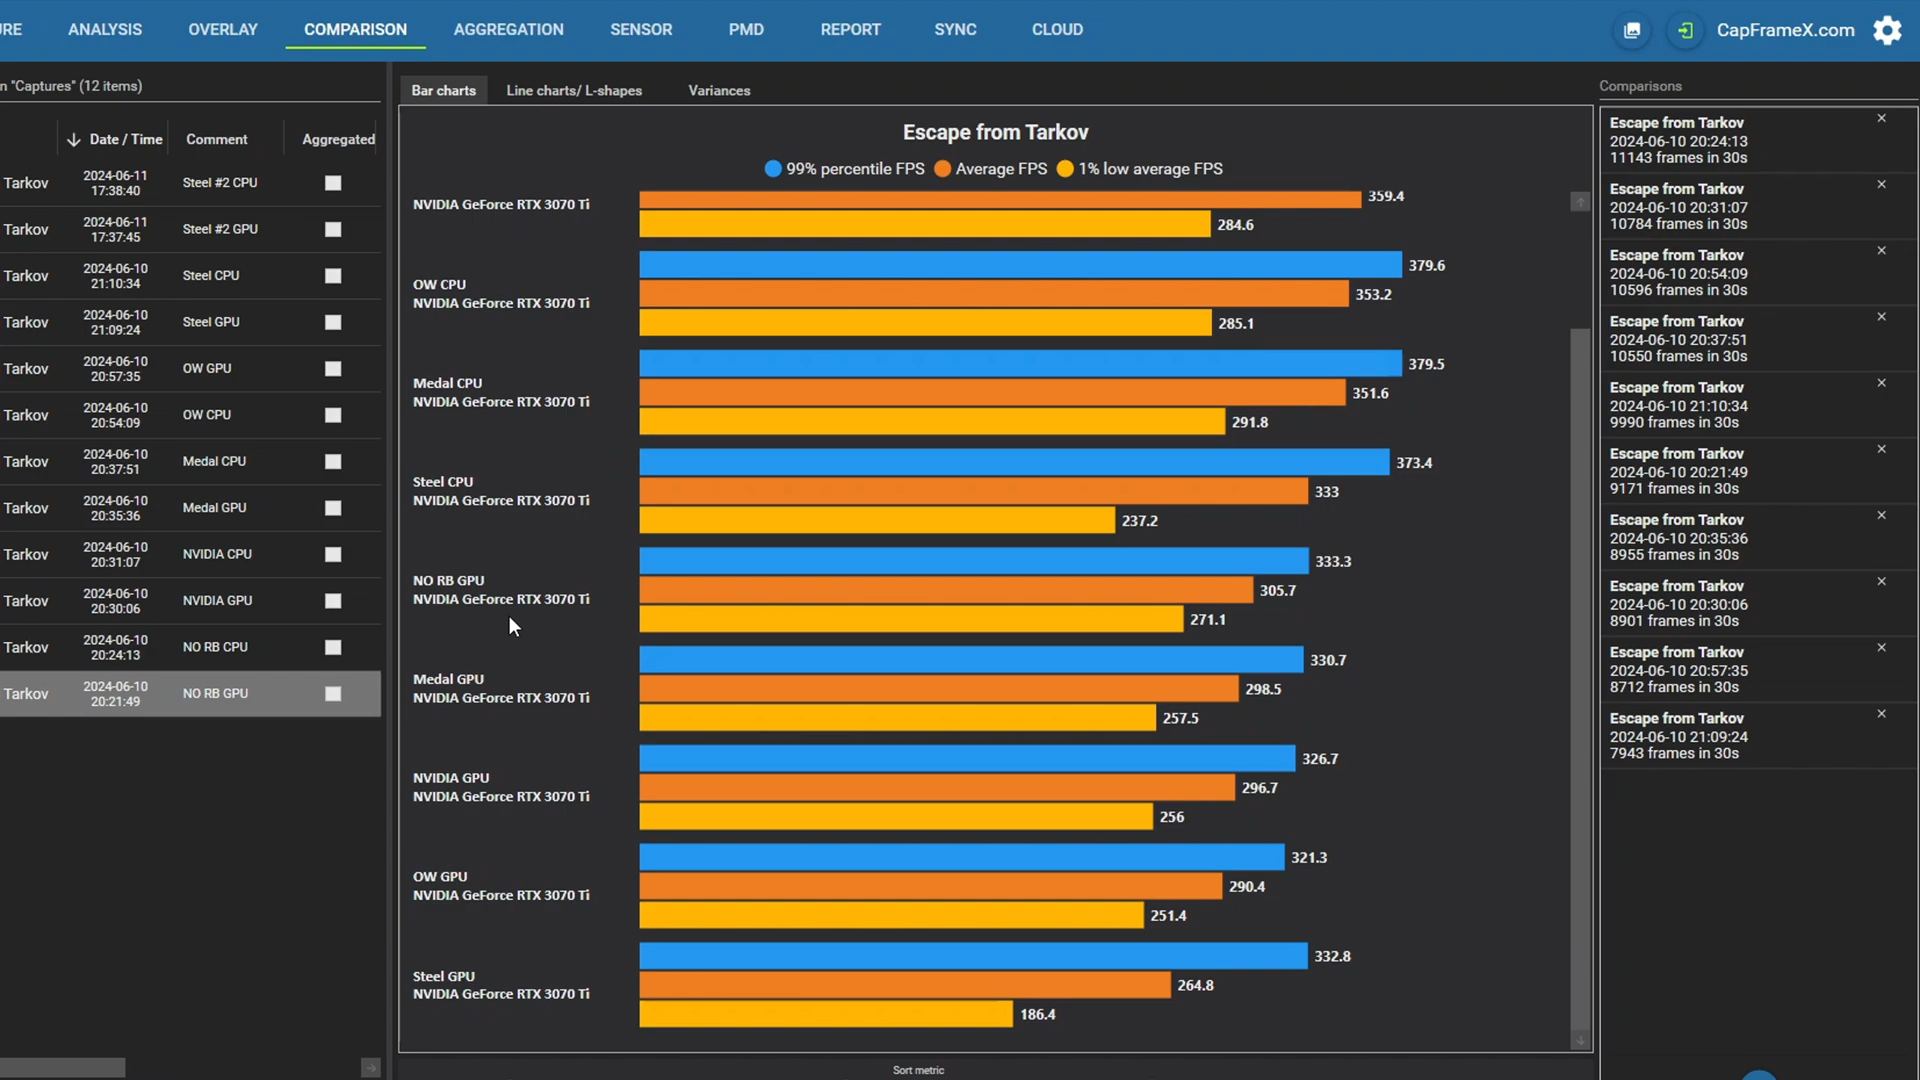 URE ANALYSIS OVERLAY COMPARISON AGGREGATION SENSOR PMD REPORT SYNC CLOUD CapFrameX.com
n "Captures" (12 items)
Date / Time Comment Aggregated
Tarkov 2024-06-11 17:38:40 Steel #2 CPU
Tarkov 2024-06-11 17:37:45 Steel #2 GPU
Tarkov 2024-06-10 21:10:34 Steel CPU
Tarkov 2024-06-10 21:09:24 Steel GPU
Tarkov 2024-06-10 20:57:35 OW GPU
Tarkov 2024-06-10 20:54:09 OW CPU
Tarkov 2024-06-10 20:37:51 Medal CPU
Tarkov 2024-06-10 20:35:36 Medal GPU
Tarkov 2024-06-10 20:31:07 NVIDIA CPU
Tarkov 2024-06-10 20:30:06 NVIDIA GPU
Tarkov 2024-06-10 20:24:13 NO RB CPU
Tarkov 2024-06-10 20:21:49 NO RB GPU
Bar charts Line charts/ L-shapes Variances
Escape from Tarkov
99% percentile FPS Average FPS 1% low average FPS
359.4
NVIDIA GeForce RTX 3070 Ti
284.6
379.6
OW CPU
353.2
NVIDIA GeForce RTX 3070 Ti
285.1
379.5
Medal CPU
351.6
NVIDIA GeForce RTX 3070 Ti
291.8
373.4
Steel CPU
333
NVIDIA GeForce RTX 3070 Ti
237.2
333.3
NO RB GPU
305.7
NVIDIA GeForce RTX 3070 Ti
271.1
330.7
Medal GPU
298.5
NVIDIA GeForce RTX 3070 Ti
257.5
326.7
NVIDIA GPU
296.7
NVIDIA GeForce RTX 3070 Ti
256
321.3
OW GPU
290.4
NVIDIA GeForce RTX 3070 Ti
251.4
332.8
Steel GPU
264.8
NVIDIA GeForce RTX 3070 Ti
186.4
Sort metric
Comparisons
Escape from Tarkov
2024-06-10 20:24:13
11143 frames in 30s
Escape from Tarkov
2024-06-10 20:31:07
10784 frames in 30s
Escape from Tarkov
2024-06-10 20:54:09
10596 frames in 30s
Escape from Tarkov
2024-06-10 20:37:51
10550 frames in 30s
Escape from Tarkov
2024-06-10 21:10:34
9990 frames in 30s
Escape from Tarkov
2024-06-10 20:21:49
9171 frames in 30s
Escape from Tarkov
2024-06-10 20:35:36
8955 frames in 30s
Escape from Tarkov
2024-06-10 20:30:06
8901 frames in 30s
Escape from Tarkov
2024-06-10 20:57:35
8712 frames in 30s
Escape from Tarkov
2024-06-10 21:09:24
7943 frames in 30s